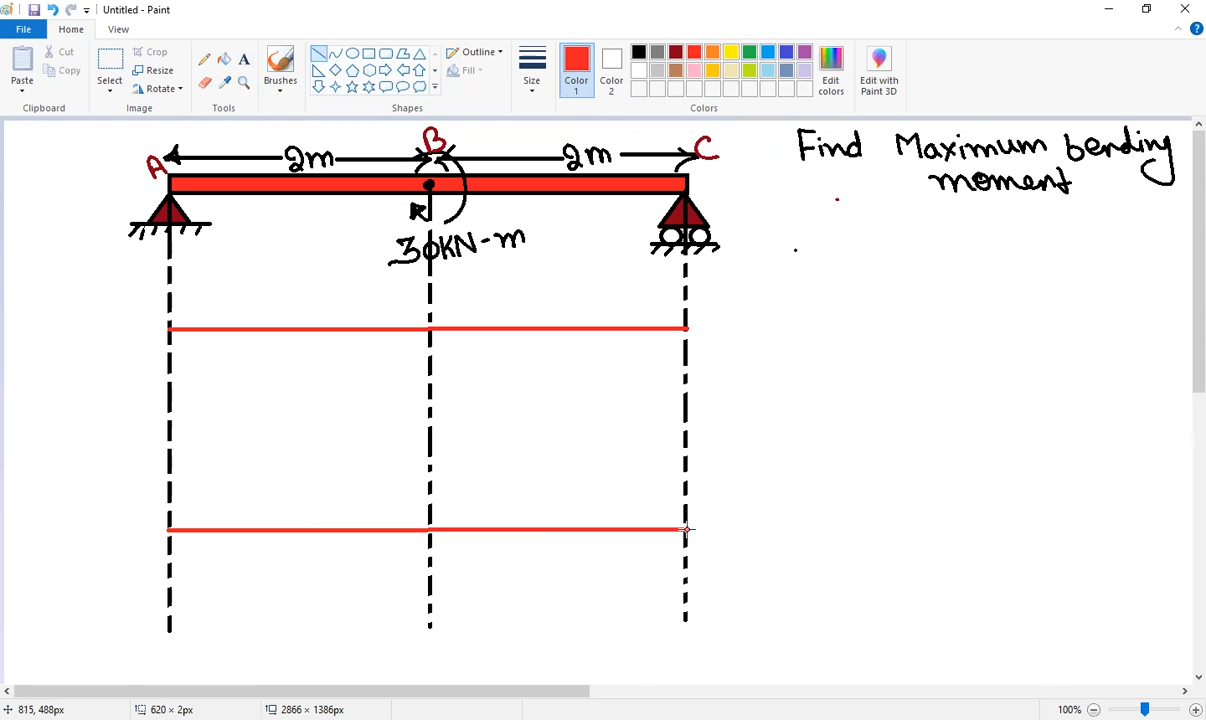 Untitled - Paint
File
Home
View
Paste
Cut
Copy
Clipboard
Select
Crop
Resize
Rotate
Image
A
Tools
Brushes
Outline
Fill
Shapes
Size
Color
1
Color
2
Edit
colors
Colors
Edit with
Paint 3D
A
2m
B
2m
C
30KN-m
Find Maximum bending
moment
815, 488px
620 × 2px
2866 × 1386px
100%